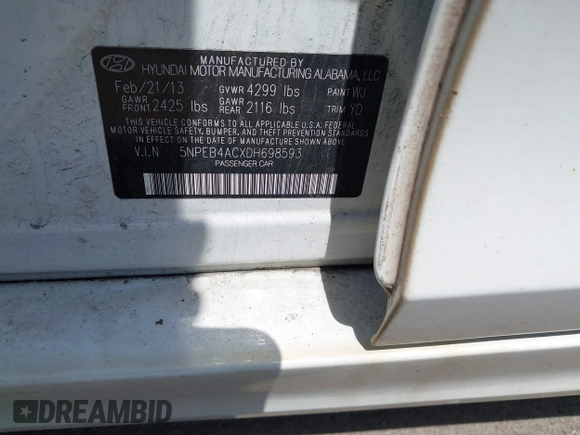 MANUFACTURED BY
HYUNDAI MOTOR MANUFACTURING ALABAMA, LLC
Feb/21/13 GVWR 4299 lbs PAINT WJ
GAWR FRONT 2425 lbs GAWR REAR 2116 lbs TRIM YD
THIS VEHICLE CONFORMS TO ALL APPLICABLE U.S.A FEDERAL
MOTOR VEHICLE SAFETY, BUMPER, AND THEFT PREVENTION STANDARDS
IN EFFECT ON THE DATE OF MANUFACTURE SHOWN ABOVE.
V.I.N 5NPEB4ACXDH698593
PASSENGER CAR
DREAMBID